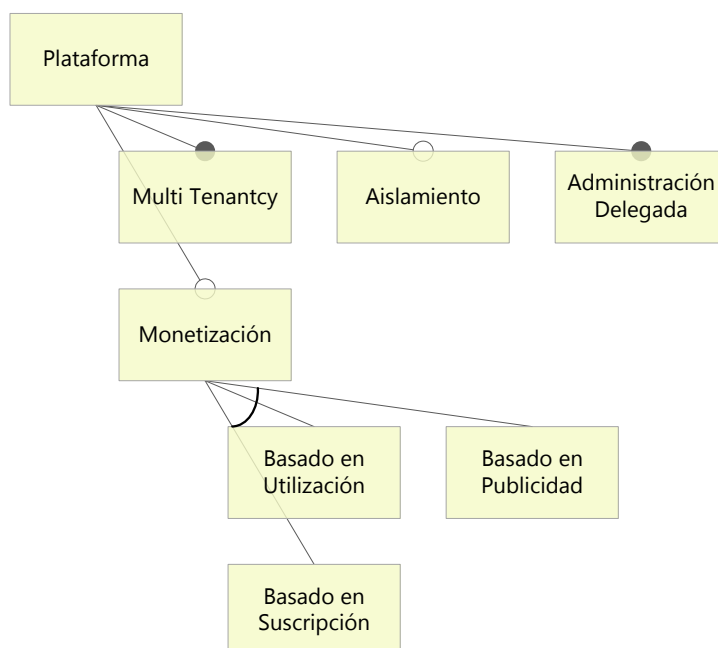 Plataforma
Multi Tenantcy
Aislamiento
Administración
Delegada
Monetización
Basado en
Utilización
Basado en
Publicidad
Basado en
Suscripción